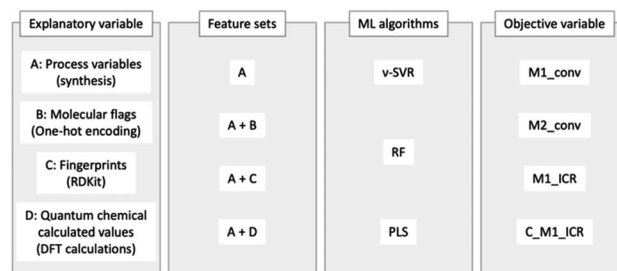 Explanatory variable
A: Process variables
(synthesis)
B: Molecular flags
(One-hot encoding)
C: Fingerprints
(RDKit)
D: Quantum chemical
calculated values
(DFT calculations)
Feature sets
A
A + B
A + C
A + D
ML algorithms
ν-SVR
RF
PLS
Objective variable
M1_conv
M2_conv
M1_ICR
C_M1_ICR